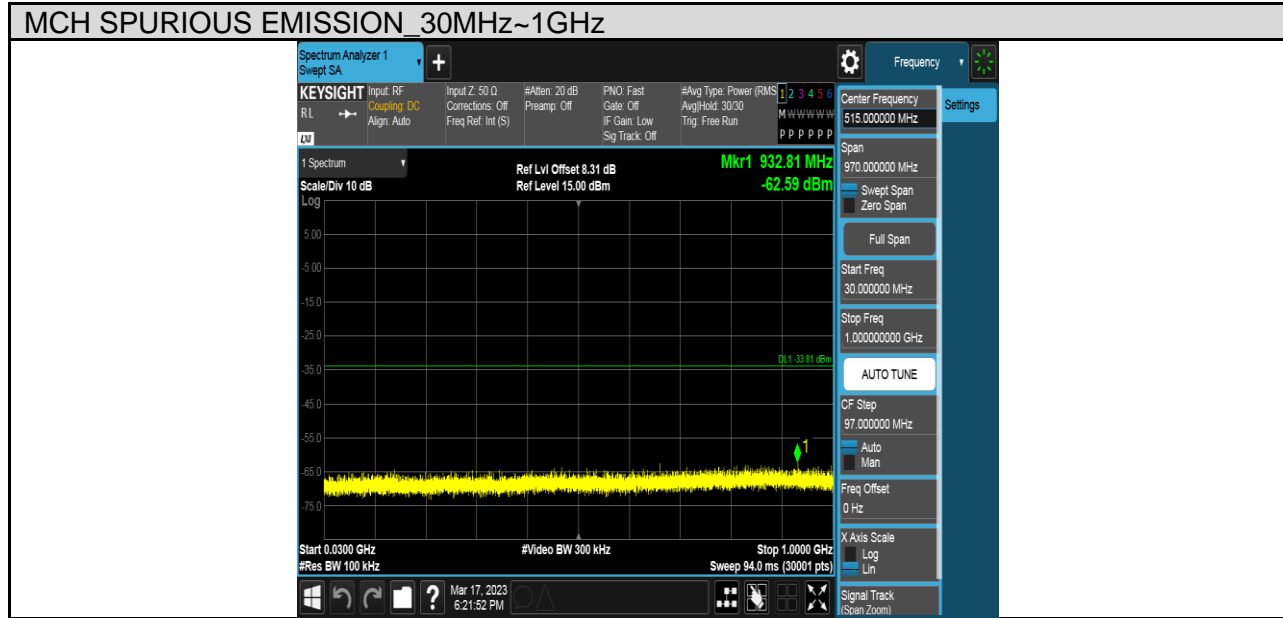 MCH SPURIOUS EMISSION_30MHz~1GHz
Spectrum Analyzer 1
Swept SA
+
Frequency
KEYSIGHT
RL
LXI
Input: RF
Coupling: DC
Align: Auto
Input Z: 50 Ω
Corrections: Off
Freq Ref: Int (S)
#Atten: 20 dB
Preamp: Off
PNO: Fast
Gate: Off
IF Gain: Low
Sig Track: Off
#Avg Type: Power (RMS
Avg|Hold: 30/30
Trig: Free Run
1 2 3 4 5 6
M W W W W W
P P P P P P
1 Spectrum
Scale/Div 10 dB
Log
Ref Lvl Offset 8.31 dB
Ref Level 15.00 dBm
Mkr1 932.81 MHz
-62.59 dBm
5.00
-5.00
-15.0
-25.0
-35.0
-45.0
-55.0
-65.0
-75.0
DL1 -33.81 dBm
1
Start 0.0300 GHz
#Res BW 100 kHz
#Video BW 300 kHz
Stop 1.0000 GHz
Sweep 94.0 ms (30001 pts)
?
Mar 17, 2023
6:21:52 PM
Center Frequency
515.000000 MHz
Span
970.000000 MHz
Swept Span
Zero Span
Full Span
Start Freq
30.000000 MHz
Stop Freq
1.000000000 GHz
AUTO TUNE
CF Step
97.000000 MHz
Auto
Man
Freq Offset
0 Hz
X Axis Scale
Log
Lin
Signal Track
(Span Zoom)
Settings